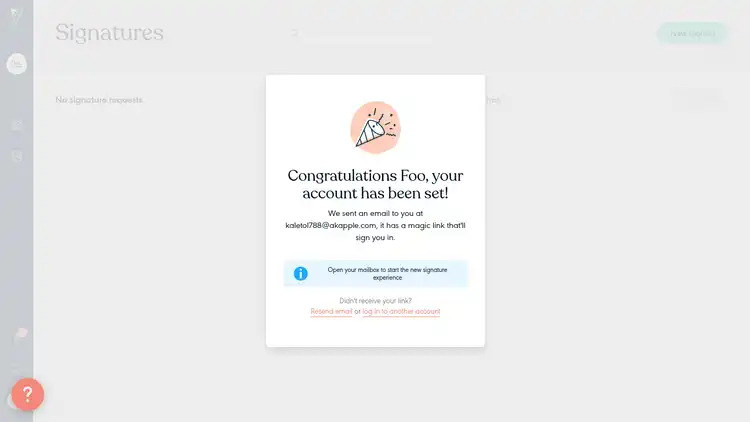 Signatures
No signature requests
Congratulations Foo, your
account has been set!
We sent an email to you at
kaletol788@akapple.com, it has a magic link that'll
sign you in.
Open your mailbox to start the new signature
experience
Didn't receive your link?
Resend email or log in to another account
?